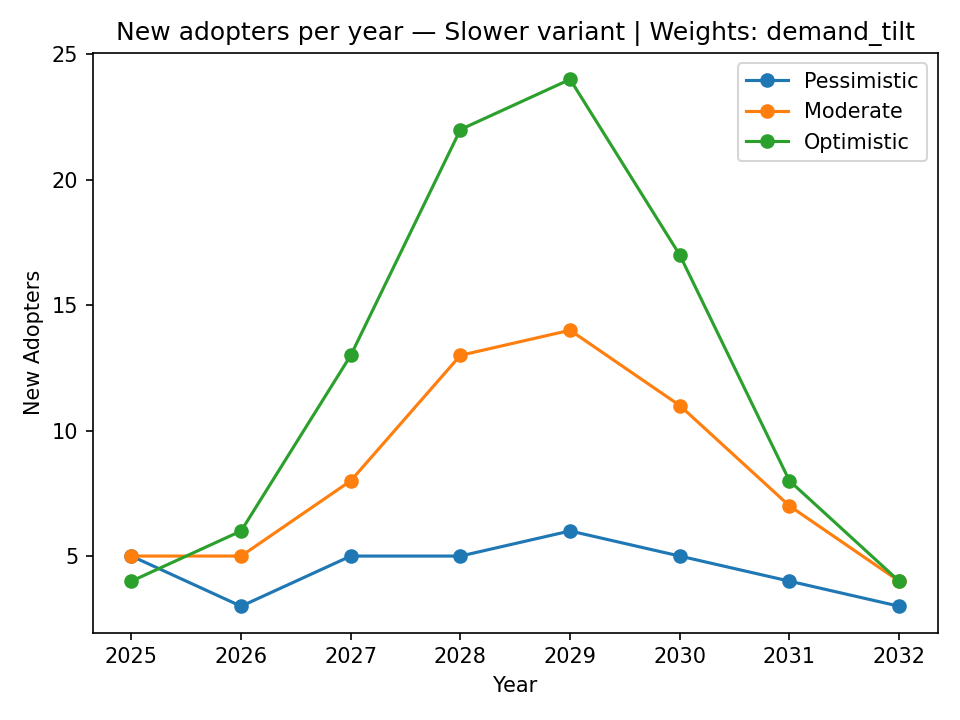 New adopters per year — Slower variant | Weights: demand_tilt
Pessimistic
Moderate
Optimistic
New Adopters
25
20
15
10
5
2025 2026 2027 2028 2029 2030 2031 2032
Year